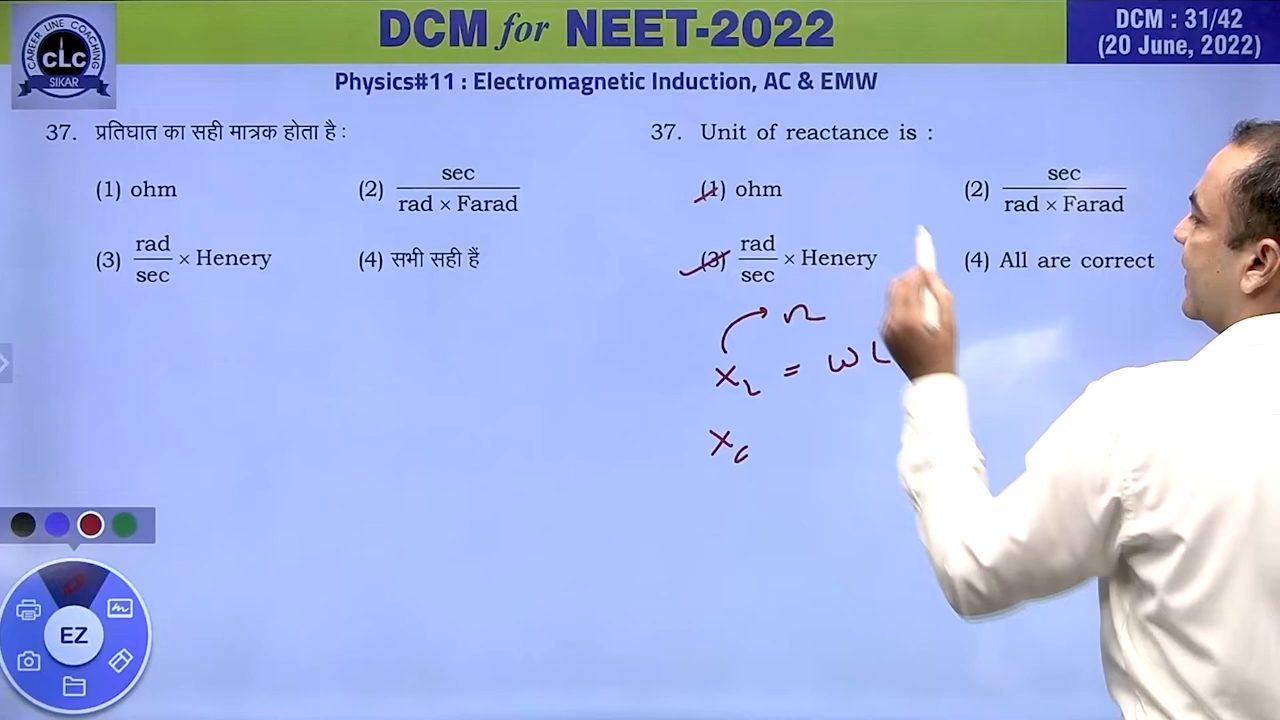 CAREER LINE COACHING
CLC
SIKAR
DCM for NEET-2022
DCM : 31/42
(20 June, 2022)
Physics#11 : Electromagnetic Induction, AC & EMW
37. प्रतिघात का सही मात्रक होता है :
(1) ohm
(2) sec / rad × Farad
(3) rad / sec × Henery
(4) सभी सही हैं
37. Unit of reactance is :
(1) ohm
(2) sec / rad × Farad
(3) rad / sec × Henery
(4) All are correct
Ω
X_L = ωL
X_C
EZ